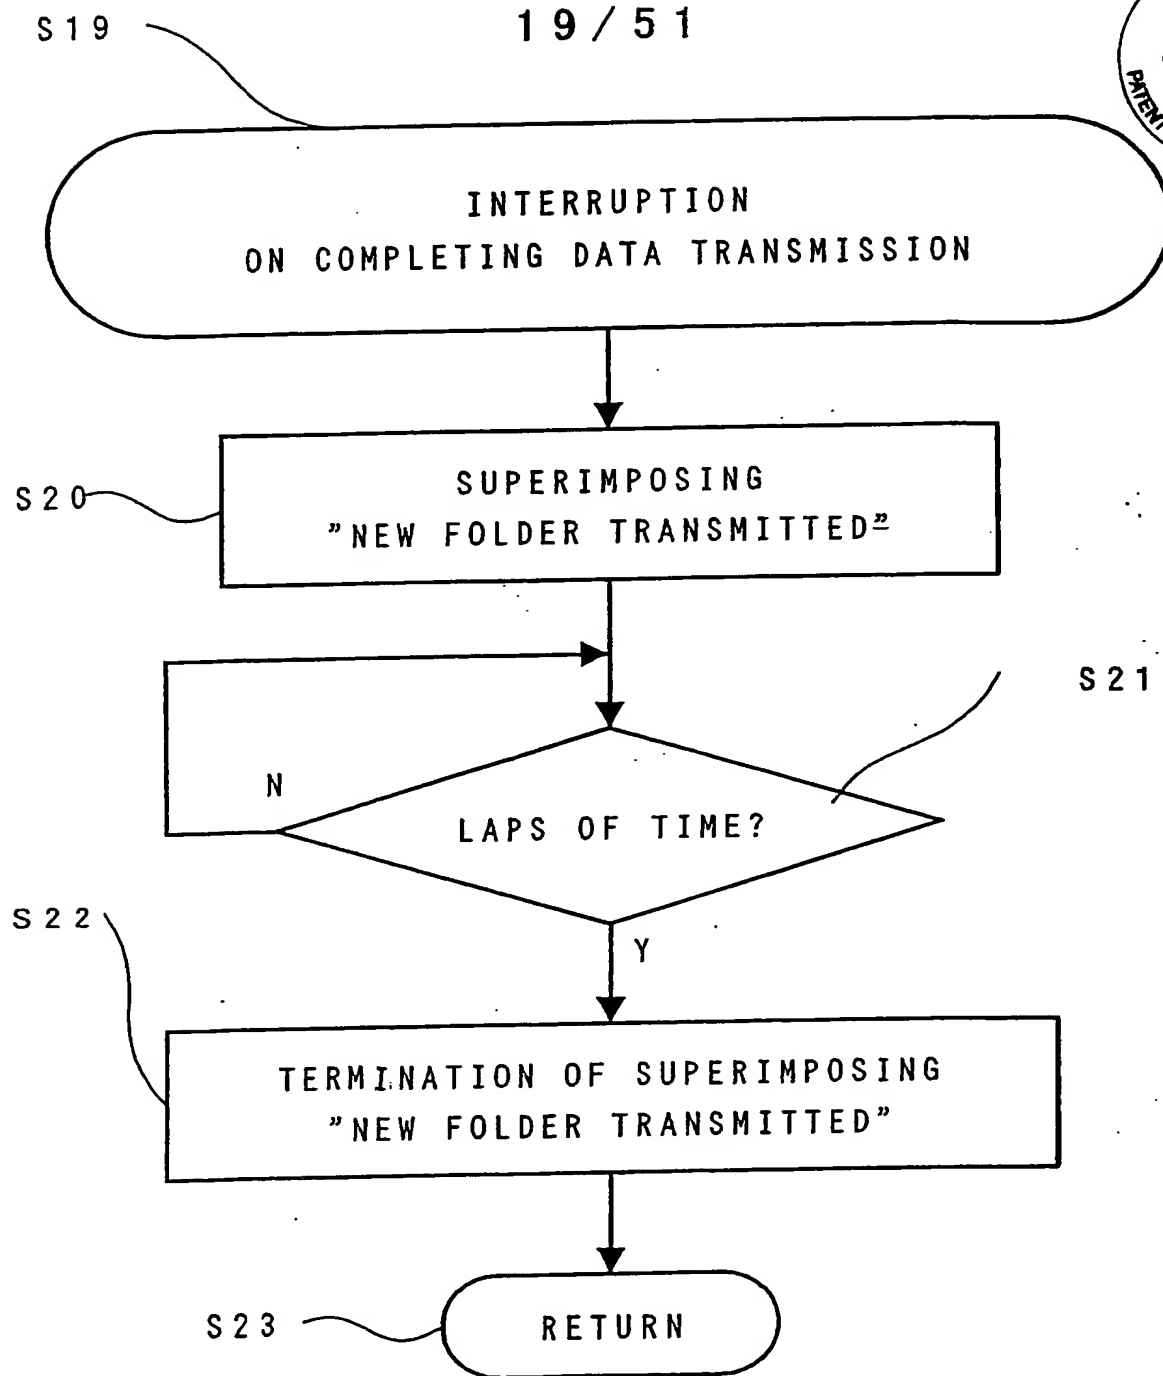 19/51
S19
PATENT
INTERRUPTION
ON COMPLETING DATA TRANSMISSION
S20
SUPERIMPOSING
"NEW FOLDER TRANSMITTED"
S21
N
LAPS OF TIME?
S22
Y
TERMINATION OF SUPERIMPOSING
"NEW FOLDER TRANSMITTED"
S23
RETURN